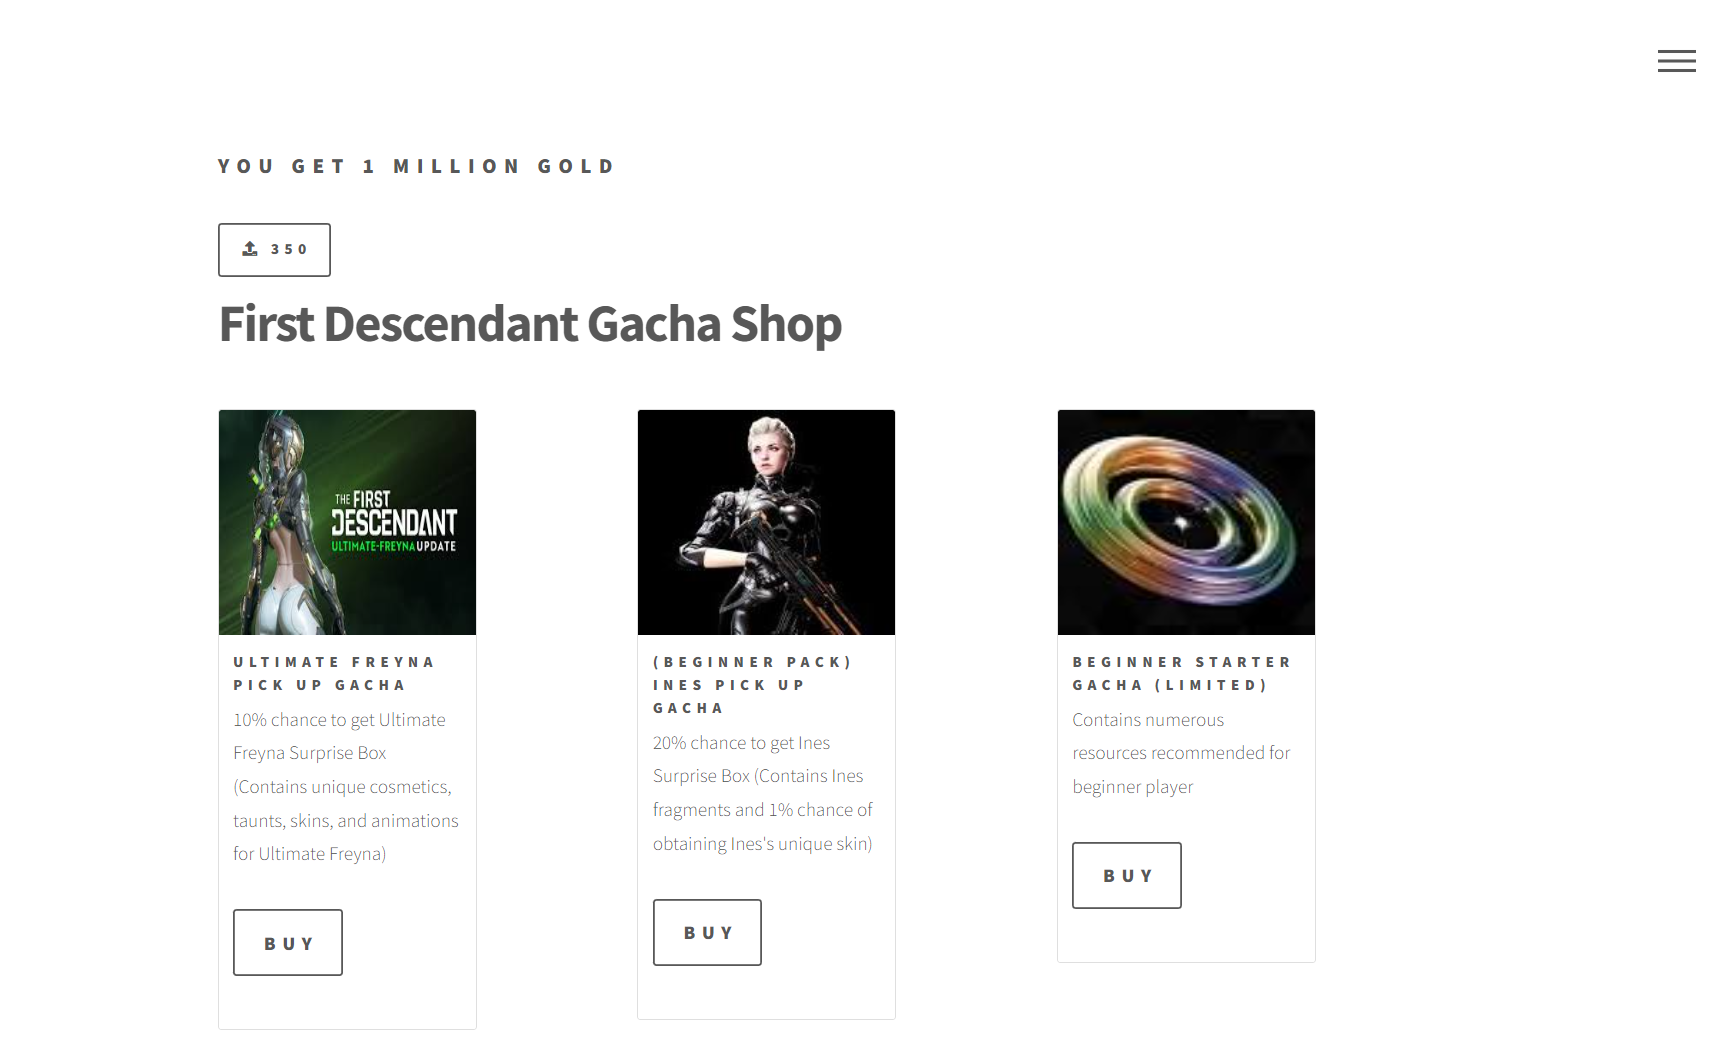 YOU GET 1 MILLION GOLD
350
First Descendant Gacha Shop
THE FIRST
DESCENDANT
ULTIMATE-FREYNA UPDATE
ULTIMATE FREYNA
PICK UP GACHA
10% chance to get Ultimate
Freyna Surprise Box
(Contains unique cosmetics,
taunts, skins, and animations
for Ultimate Freyna)
BUY
(BEGINNER PACK)
INES PICK UP
GACHA
20% chance to get Ines
Surprise Box (Contains Ines
fragments and 1% chance of
obtaining Ines's unique skin)
BUY
BEGINNER STARTER
GACHA (LIMITED)
Contains numerous
resources recommended for
beginner player
BUY